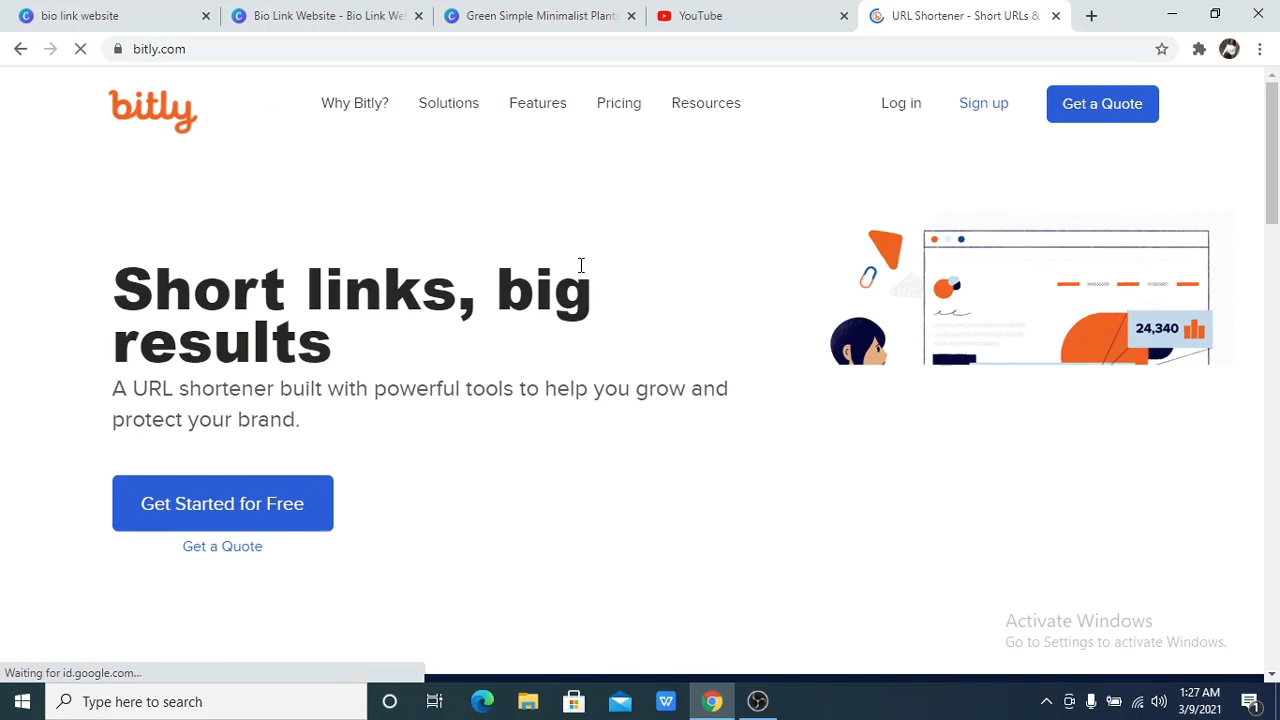 bio link website
Bio Link Website - Bio Link We
Green Simple Minimalist Plants
YouTube
URL Shortener - Short URLs &
bitly.com
bitly
Why Bitly?
Solutions
Features
Pricing
Resources
Log in
Sign up
Get a Quote
Short links, big
results
A URL shortener built with powerful tools to help you grow and
protect your brand.
24,340
Get Started for Free
Get a Quote
Activate Windows
Go to Settings to activate Windows.
Waiting for id.google.com...
Type here to search
1:27 AM
3/9/2021
1